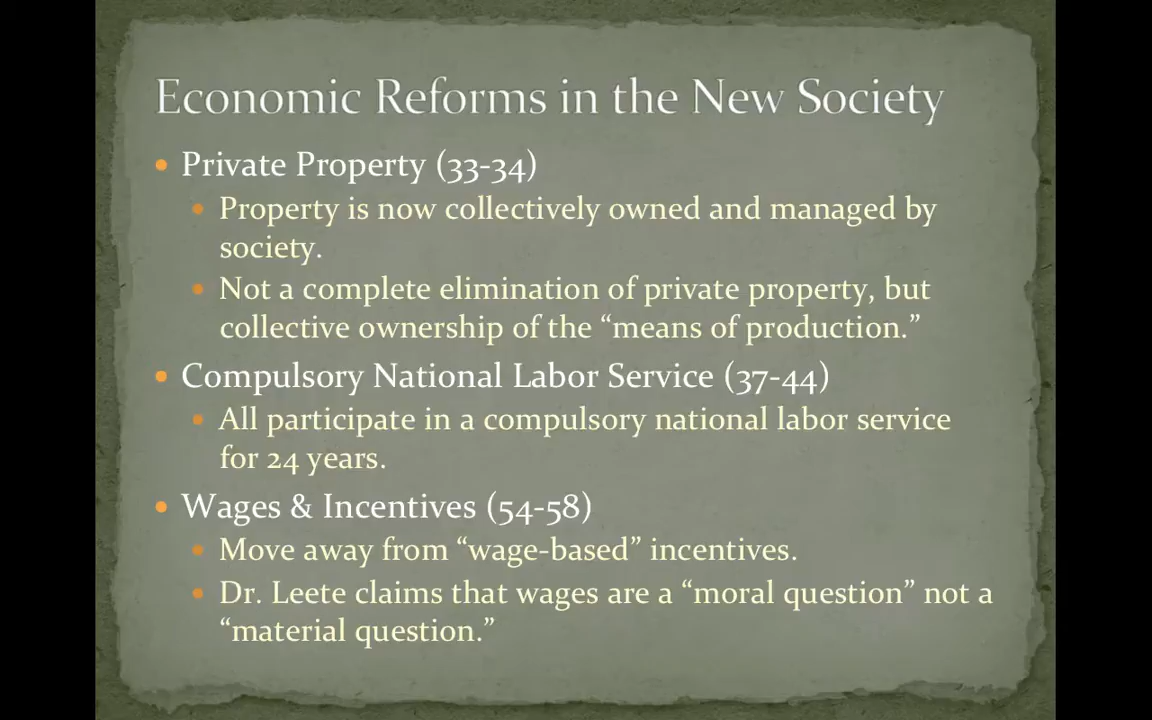 Economic Reforms in the New Society
• Private Property (33-34)
• Property is now collectively owned and managed by
society.
• Not a complete elimination of private property, but
collective ownership of the “means of production.”
• Compulsory National Labor Service (37-44)
• All participate in a compulsory national labor service
for 24 years.
• Wages & Incentives (54-58)
• Move away from “wage-based” incentives.
• Dr. Leete claims that wages are a “moral question” not a
“material question.”